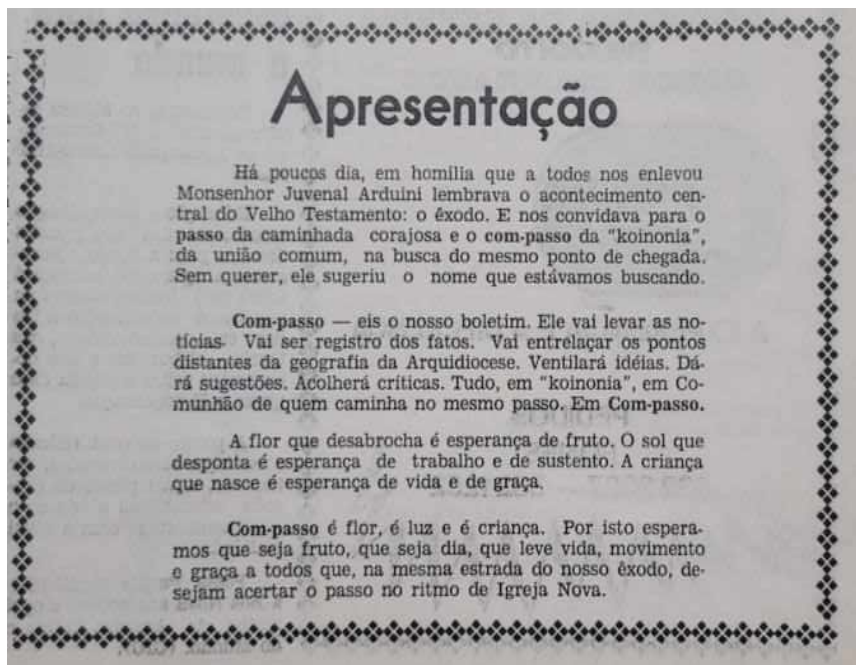 Apresentação
Há poucos dia, em homilia que a todos nos enlevou
Monsenhor Juvenal Arduini lembrava o acontecimento cen-
tral do Velho Testamento: o êxodo. E nos convidava para o
passo da caminhada corajosa e o com-passo da "koinonia",
da união comum, na busca do mesmo ponto de chegada.
Sem querer, ele sugeriu o nome que estávamos buscando.
Com-passo — eis o nosso boletim. Ele vai levar as no-
tícias. Vai ser registro dos fatos. Vai entrelaçar os pontos
distantes da geografia da Arquidiocese. Ventilará idéias. Da-
rá sugestões. Acolherá críticas. Tudo, em "koinonia", em Co-
munhão de quem caminha no mesmo passo. Em Com-passo.
A flor que desabrocha é esperança de fruto. O sol que
desponta é esperança de trabalho e de sustento. A criança
que nasce é esperança de vida e de graça.
Com-passo é flor, é luz e é criança. Por isto espera-
mos que seja fruto, que seja dia, que leve vida, movimento
e graça a todos que, na mesma estrada do nosso êxodo, de-
sejam acertar o passo no ritmo de Igreja Nova.